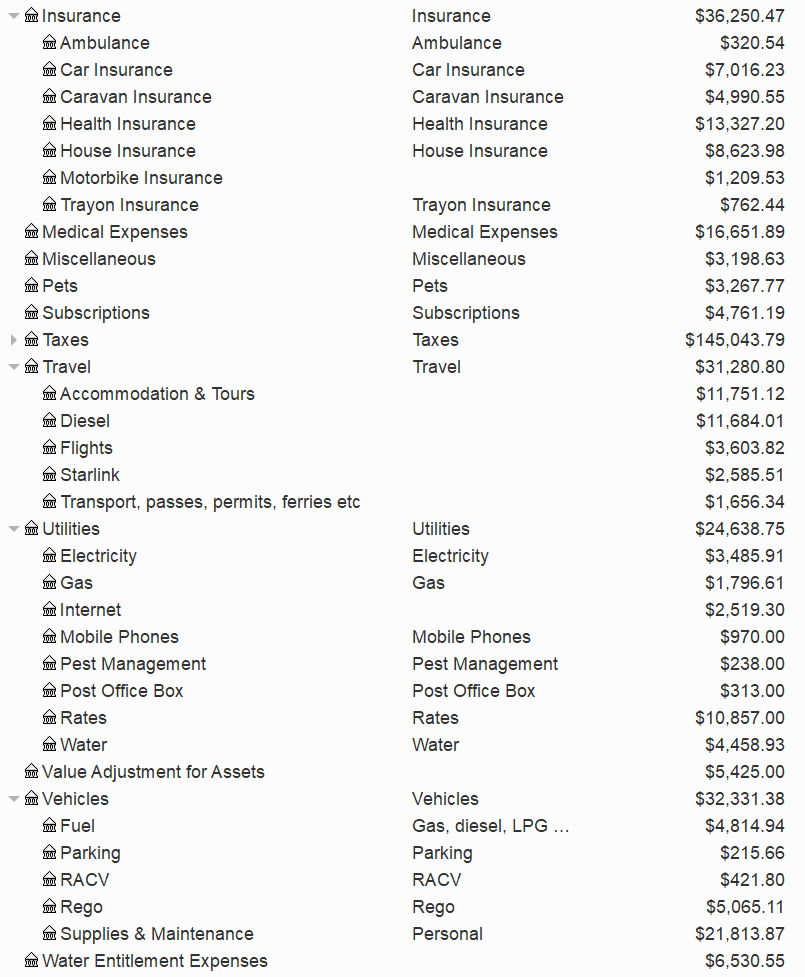 Insurance Insurance $36,250.47
Ambulance Ambulance $320.54
Car Insurance Car Insurance $7,016.23
Caravan Insurance Caravan Insurance $4,990.55
Health Insurance Health Insurance $13,327.20
House Insurance House Insurance $8,623.98
Motorbike Insurance $1,209.53
Trayon Insurance Trayon Insurance $762.44
Medical Expenses Medical Expenses $16,651.89
Miscellaneous Miscellaneous $3,198.63
Pets Pets $3,267.77
Subscriptions Subscriptions $4,761.19
Taxes Taxes $145,043.79
Travel Travel $31,280.80
Accommodation & Tours $11,751.12
Diesel $11,684.01
Flights $3,603.82
Starlink $2,585.51
Transport, passes, permits, ferries etc $1,656.34
Utilities Utilities $24,638.75
Electricity Electricity $3,485.91
Gas Gas $1,796.61
Internet $2,519.30
Mobile Phones Mobile Phones $970.00
Pest Management Pest Management $238.00
Post Office Box Post Office Box $313.00
Rates Rates $10,857.00
Water Water $4,458.93
Value Adjustment for Assets $5,425.00
Vehicles Vehicles $32,331.38
Fuel Gas, diesel, LPG ... $4,814.94
Parking Parking $215.66
RACV RACV $421.80
Rego Rego $5,065.11
Supplies & Maintenance Personal $21,813.87
Water Entitlement Expenses $6,530.55